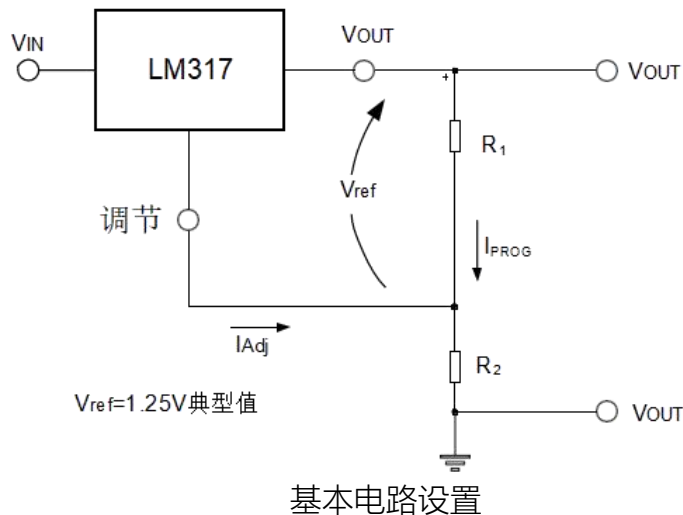 VIN
LM317
VOUT
VOUT
+
R1
Vref
调节
IPROG
IAdj
R2
Vref=1.25V典型值
VOUT
基本电路设置